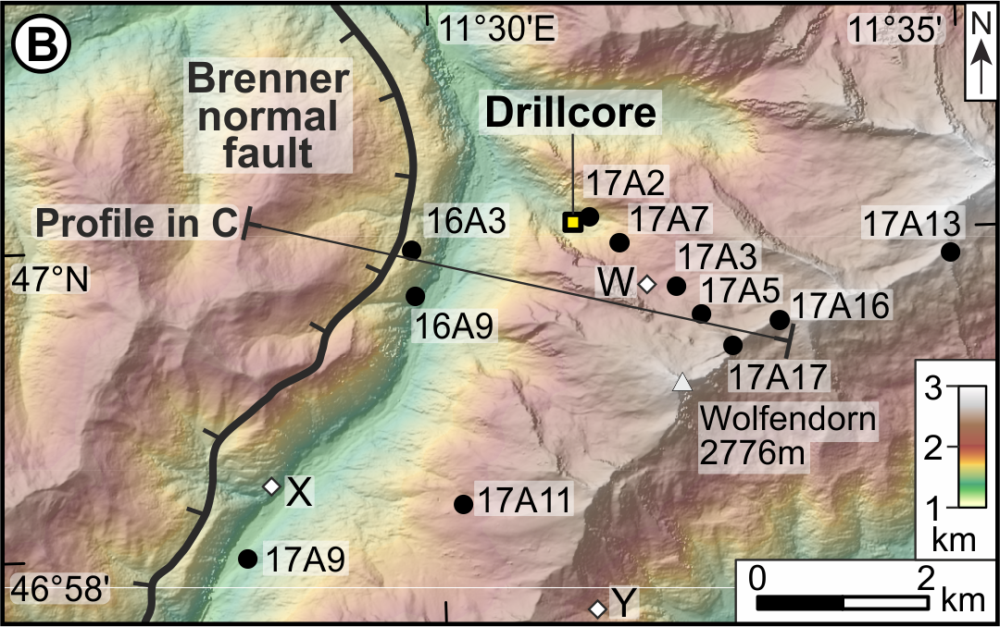 B
11°30'E
11°35'
N
Brenner
normal
fault
Drillcore
17A2
Profile in C
16A3
17A7
17A13
17A3
47°N
W
17A5
17A16
16A9
17A17
Wolfendorn
2776m
3
2
1
km
X
17A11
17A9
46°58'
Y
0 2
km